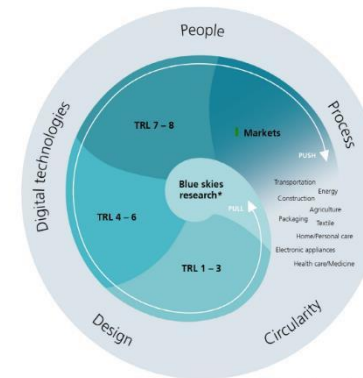 People
Process
Digital technologies
TRL 7 – 8
Markets
PUSH
Blue skies
research*
PULL
Transportation
Energy
Construction
Agriculture
Packaging
Textile
Home/Personal care
Electronic appliances
Health care/Medicine
TRL 4 – 6
TRL 1 – 3
Design
Circularity